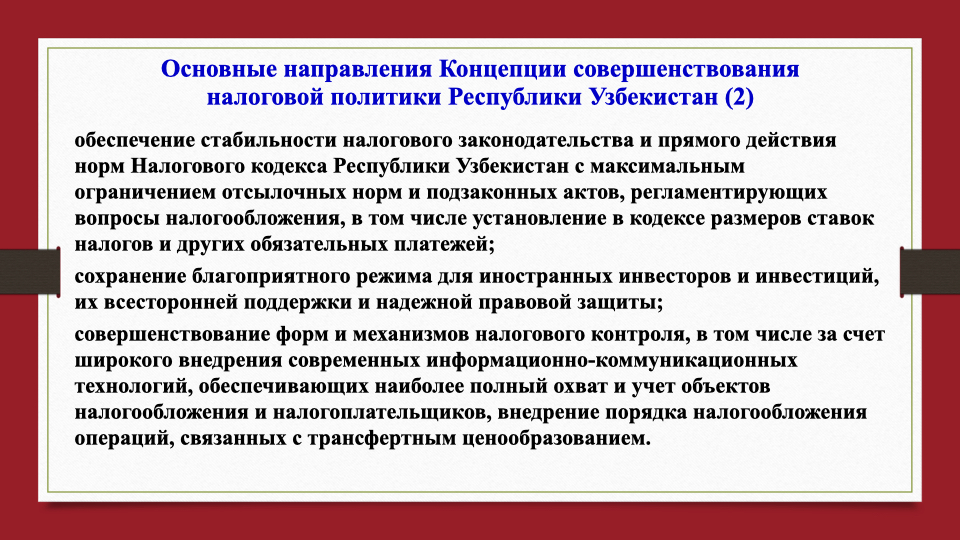 Основные направления Концепции совершенствования
налоговой политики Республики Узбекистан (2)
обеспечение стабильности налогового законодательства и прямого действия
норм Налогового кодекса Республики Узбекистан с максимальным
ограничением отсылочных норм и подзаконных актов, регламентирующих
вопросы налогообложения, в том числе установление в кодексе размеров ставок
налогов и других обязательных платежей;
сохранение благоприятного режима для иностранных инвесторов и инвестиций,
их всесторонней поддержки и надежной правовой защиты;
совершенствование форм и механизмов налогового контроля, в том числе за счет
широкого внедрения современных информационно-коммуникационных
технологий, обеспечивающих наиболее полный охват и учет объектов
налогообложения и налогоплательщиков, внедрение порядка налогообложения
операций, связанных с трансфертным ценообразованием.